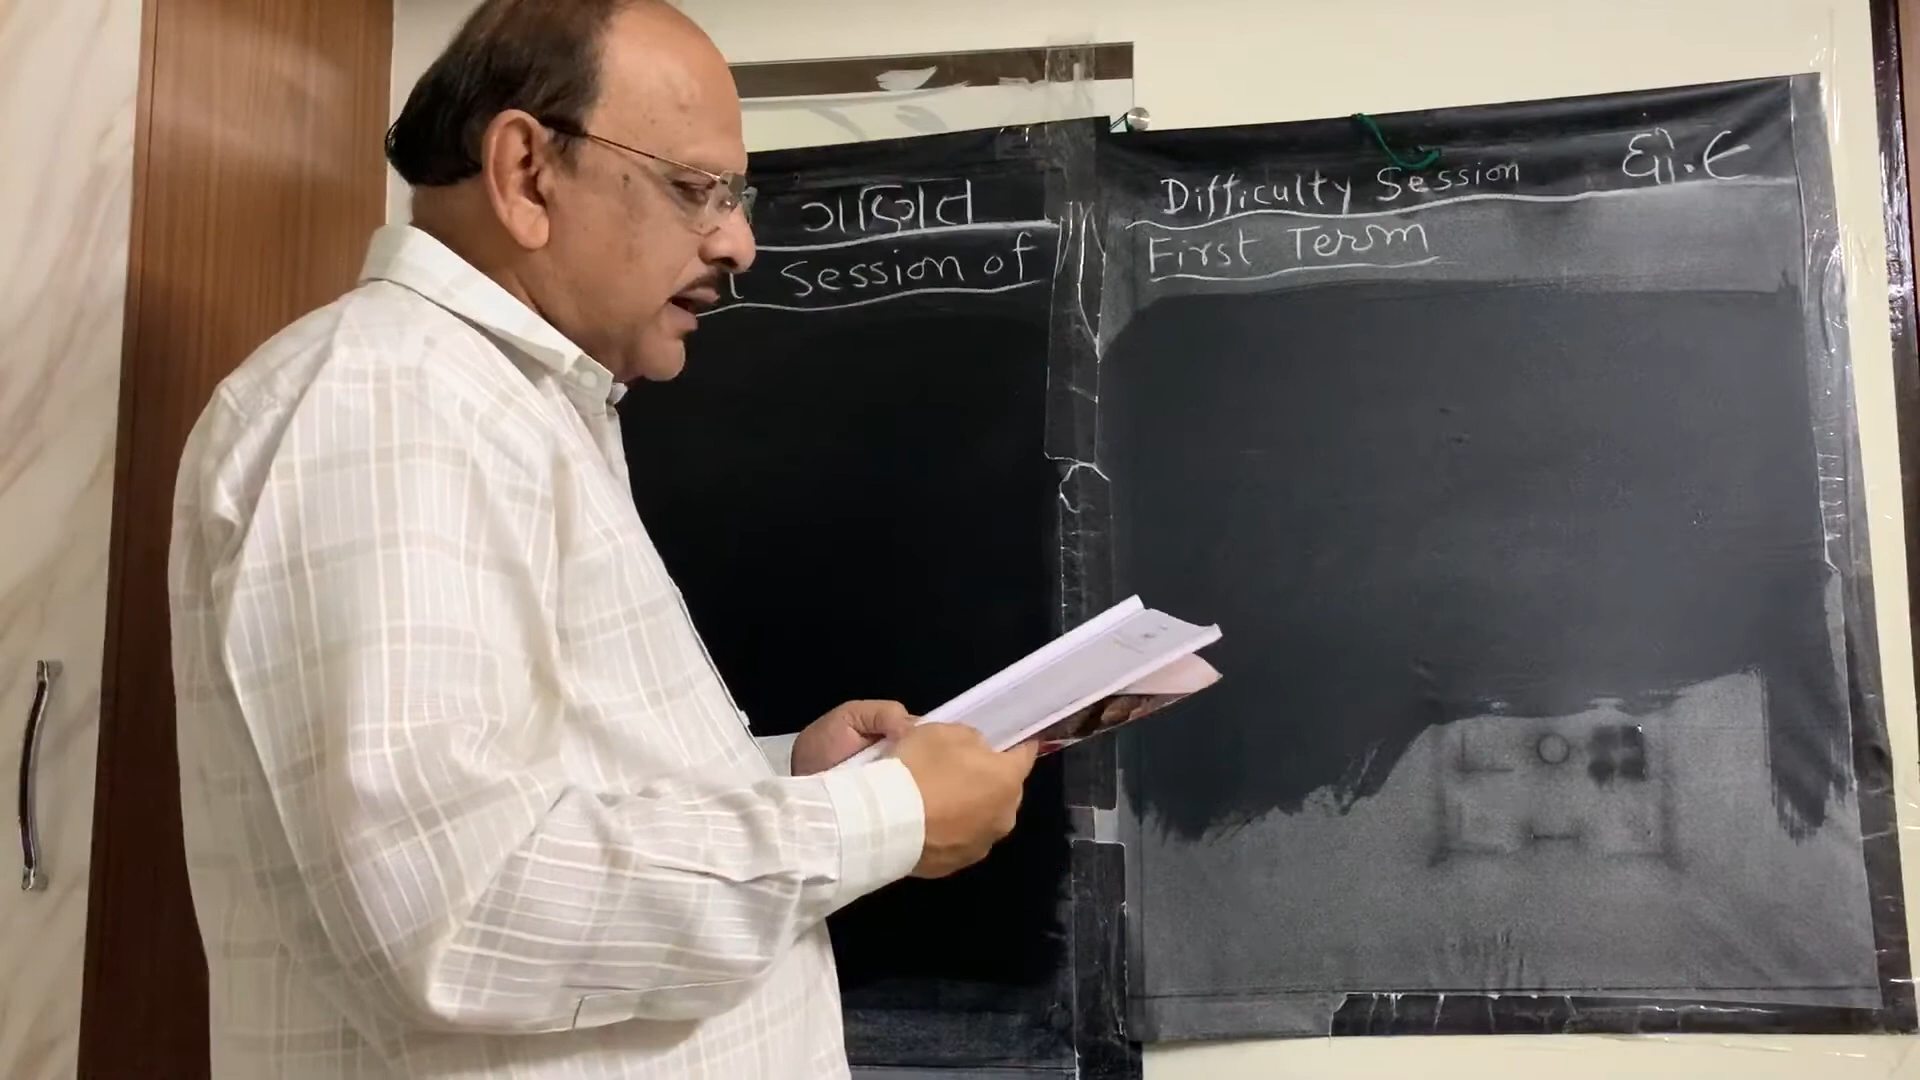 ગણિત Difficulty Session ધો.૯
Session of First Term